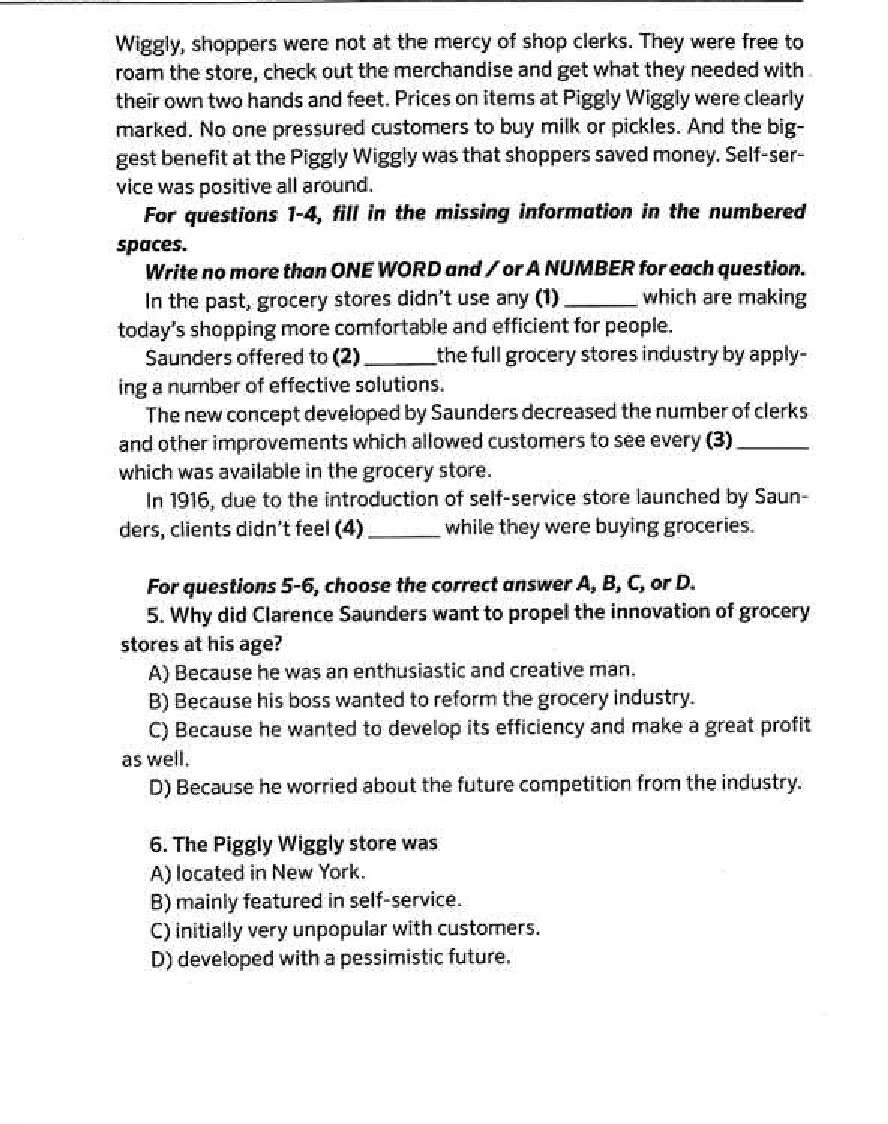 Wiggly, shoppers were not at the mercy of shop clerks. They were free to
roam the store, check out the merchandise and get what they needed with
their own two hands and feet. Prices on items at Piggly Wiggly were clearly
marked. No one pressured customers to buy milk or pickles. And the big-
gest benefit at the Piggly Wiggly was that shoppers saved money. Self-ser-
vice was positive all around.
For questions 1-4, fill in the missing information in the numbered
spaces.
Write no more than ONE WORD and / or A NUMBER for each question.
In the past, grocery stores didn't use any (1) ______ which are making
today's shopping more comfortable and efficient for people.
Saunders offered to (2) ______ the full grocery stores industry by apply-
ing a number of effective solutions.
The new concept developed by Saunders decreased the number of clerks
and other improvements which allowed customers to see every (3) ______
which was available in the grocery store.
In 1916, due to the introduction of self-service store launched by Saun-
ders, clients didn't feel (4) ______ while they were buying groceries.
For questions 5-6, choose the correct answer A, B, C, or D.
5. Why did Clarence Saunders want to propel the innovation of grocery
stores at his age?
A) Because he was an enthusiastic and creative man.
B) Because his boss wanted to reform the grocery industry.
C) Because he wanted to develop its efficiency and make a great profit
as well.
D) Because he worried about the future competition from the industry.
6. The Piggly Wiggly store was
A) located in New York.
B) mainly featured in self-service.
C) initially very unpopular with customers.
D) developed with a pessimistic future.